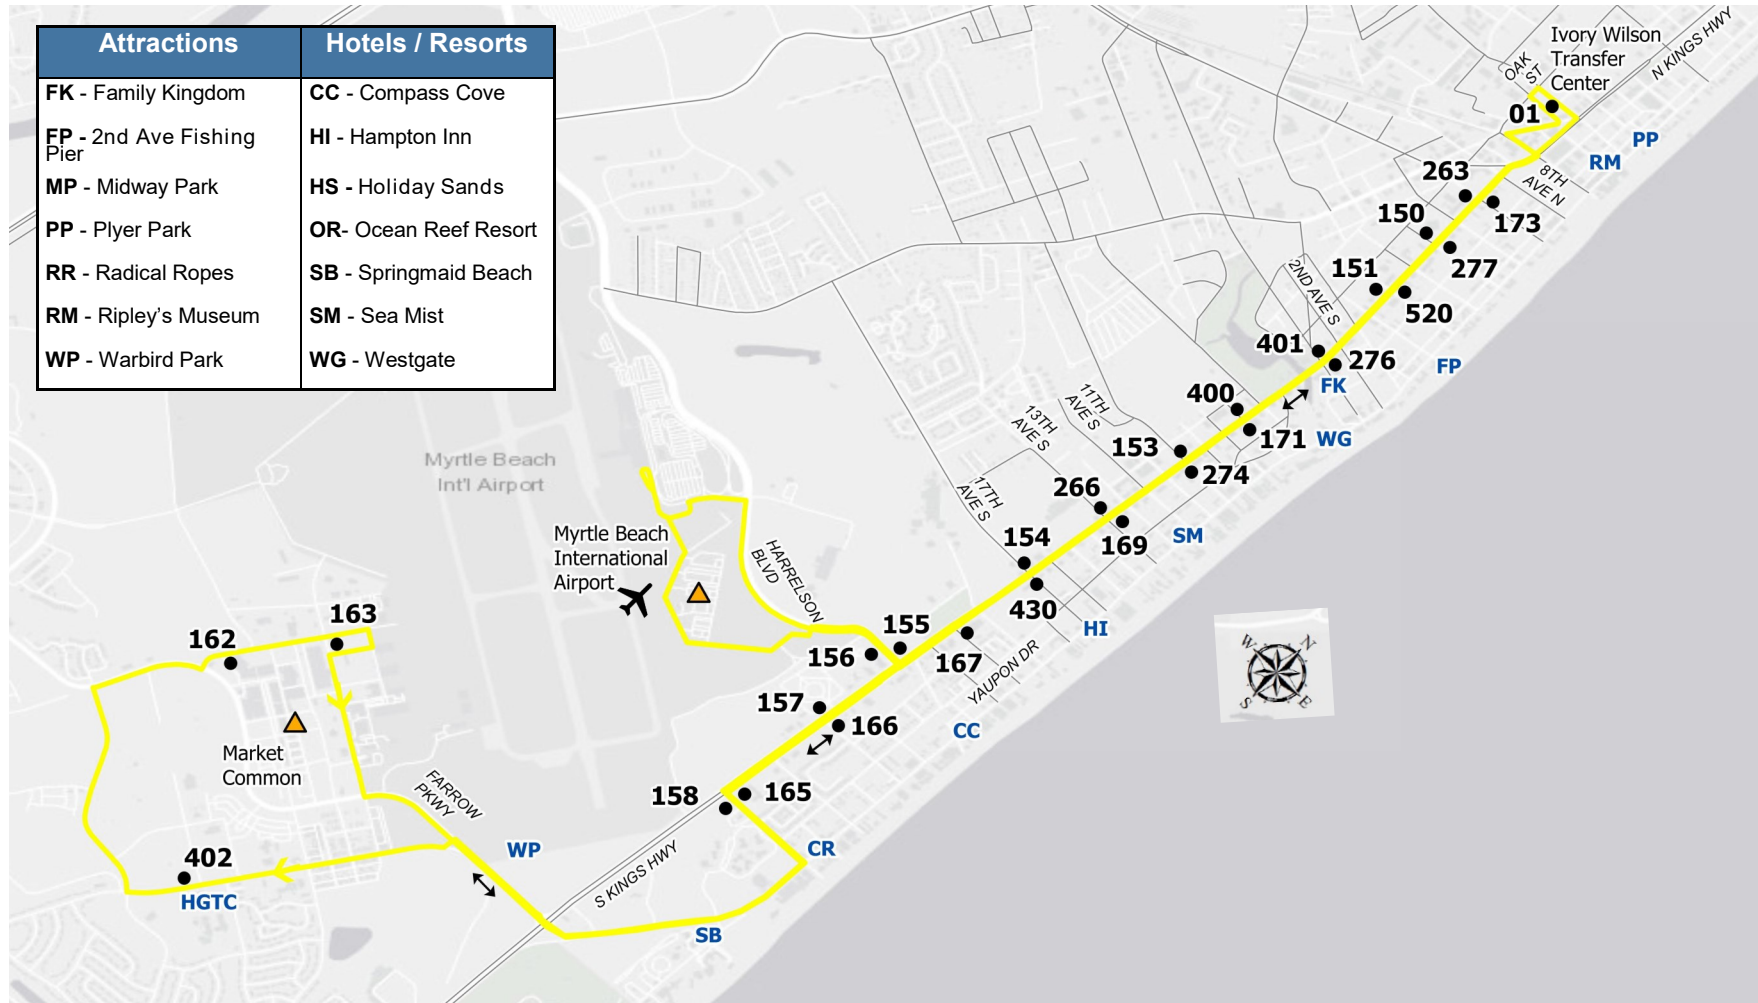 Attractions
Hotels / Resorts
FK - Family Kingdom
CC - Compass Cove
FP - 2nd Ave Fishing
Pier
HI - Hampton Inn
MP - Midway Park
HS - Holiday Sands
PP - Plyer Park
OR- Ocean Reef Resort
RR - Radical Ropes
SB - Springmaid Beach
RM - Ripley’s Museum
SM - Sea Mist
WP - Warbird Park
WG - Westgate
Ivory Wilson
Transfer
Center
N KINGS HWY
OAK
ST
01
PP
RM
8TH
AVE N
263
173
150
277
151
520
2ND AVE S
401
276
FP
FK
400
171
WG
11TH
AVE S
13TH
AVE S
153
274
Myrtle Beach
Int'l Airport
266
169
SM
17TH
AVE S
154
430
HI
Myrtle Beach
International
Airport
HARRELSON
BLVD
163
162
155
156
167
YAUPON DR
W
N
S
E
157
166
CC
Market
Common
FARROW
PKWY
158
165
CR
WP
S KINGS HWY
402
HGTC
SB